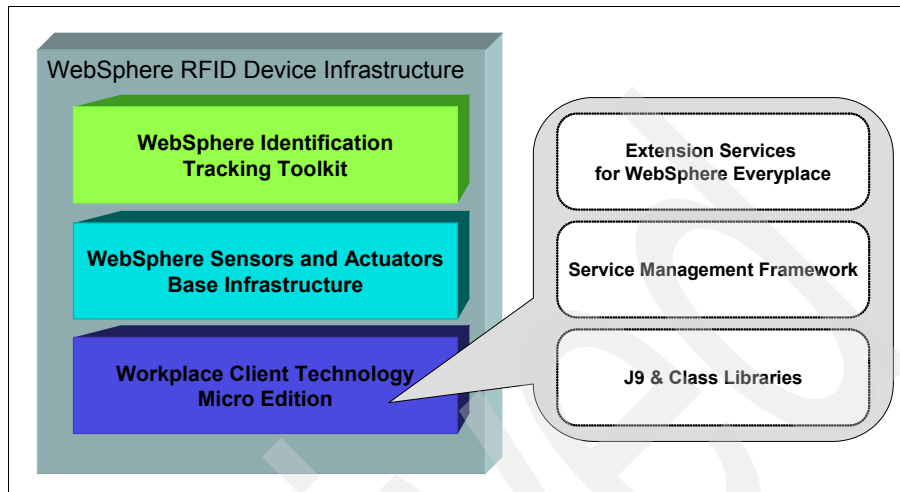 WebSphere RFID Device Infrastructure
WebSphere Identification
Tracking Toolkit
WebSphere Sensors and Actuators
Base Infrastructure
Workplace Client Technology
Micro Edition
Extension Services
for WebSphere Everyplace
Service Management Framework
J9 & Class Libraries